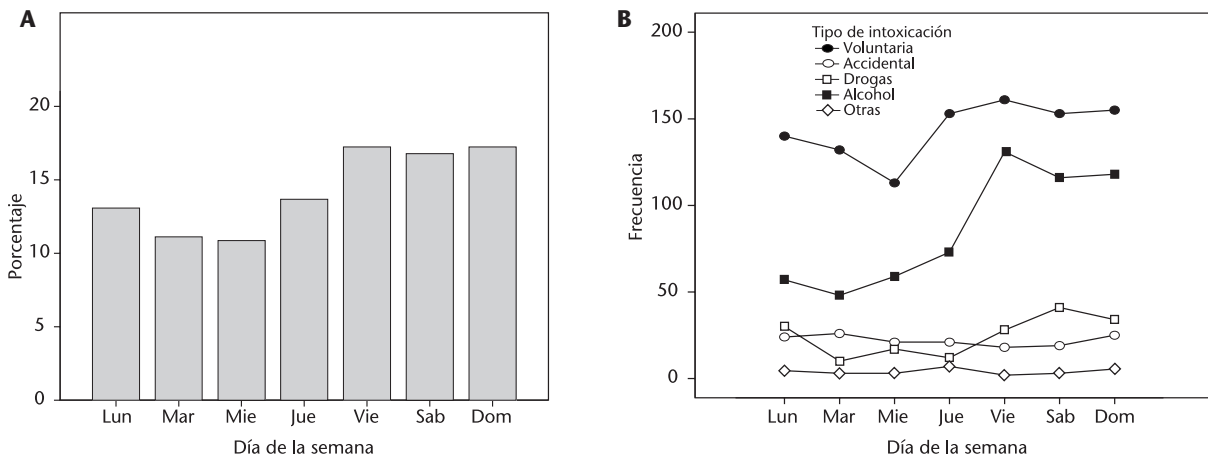 A
Porcentaje
20
15
10
5
0
Lun Mar Mie Jue Vie Sab Dom
Día de la semana
B
Frecuencia
200
150
100
50
0
Tipo de intoxicación
Voluntaria
Accidental
Drogas
Alcohol
Otras
Lun Mar Mie Jue Vie Sab Dom
Día de la semana